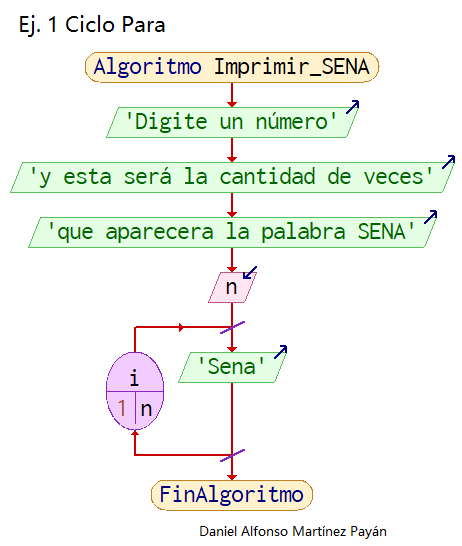 Ej. 1 Ciclo Para
Algoritmo Imprimir_SENA
'Digite un número'
'y esta será la cantidad de veces'
'que aparecera la palabra SENA'
n
'Sena'
i
1 n
FinAlgoritmo
Daniel Alfonso Martínez Payán